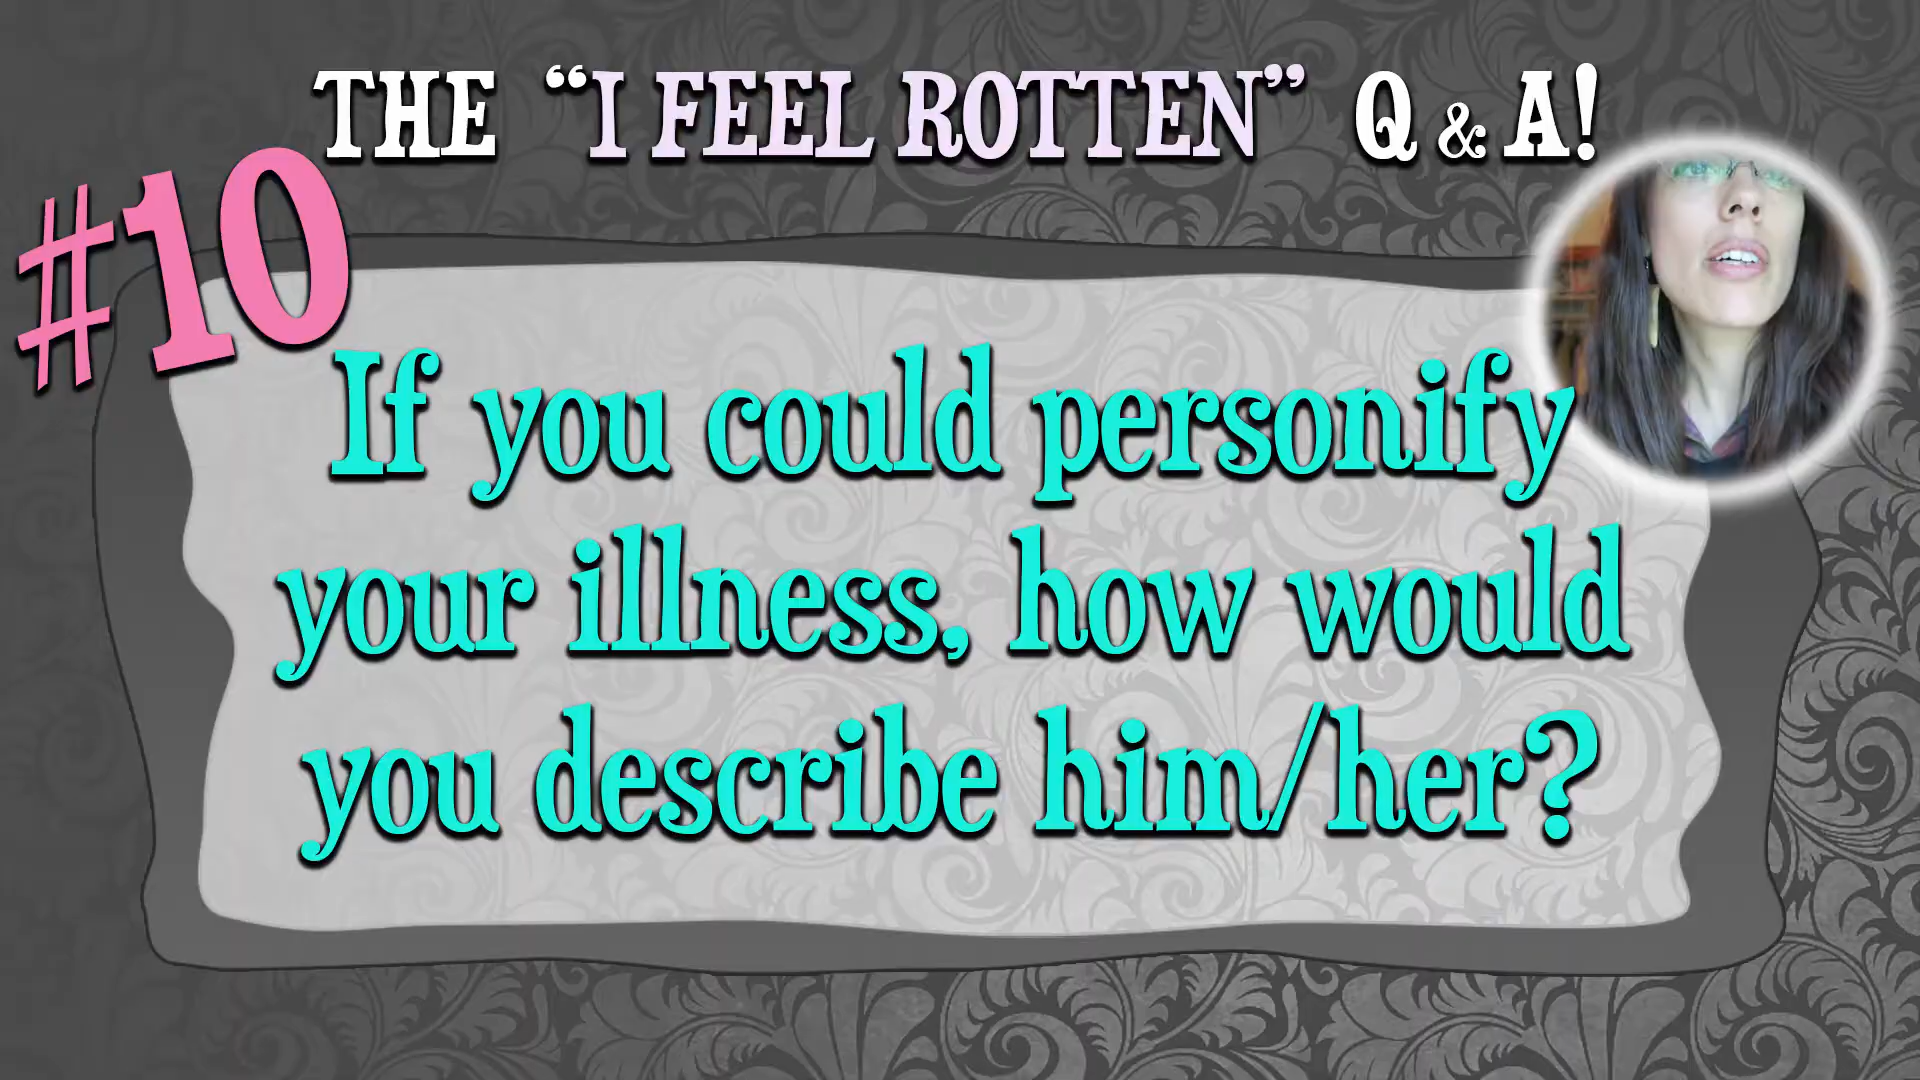 THE “I FEEL ROTTEN” Q & A!
#10
If you could personify
your illness, how would
you describe him/her?